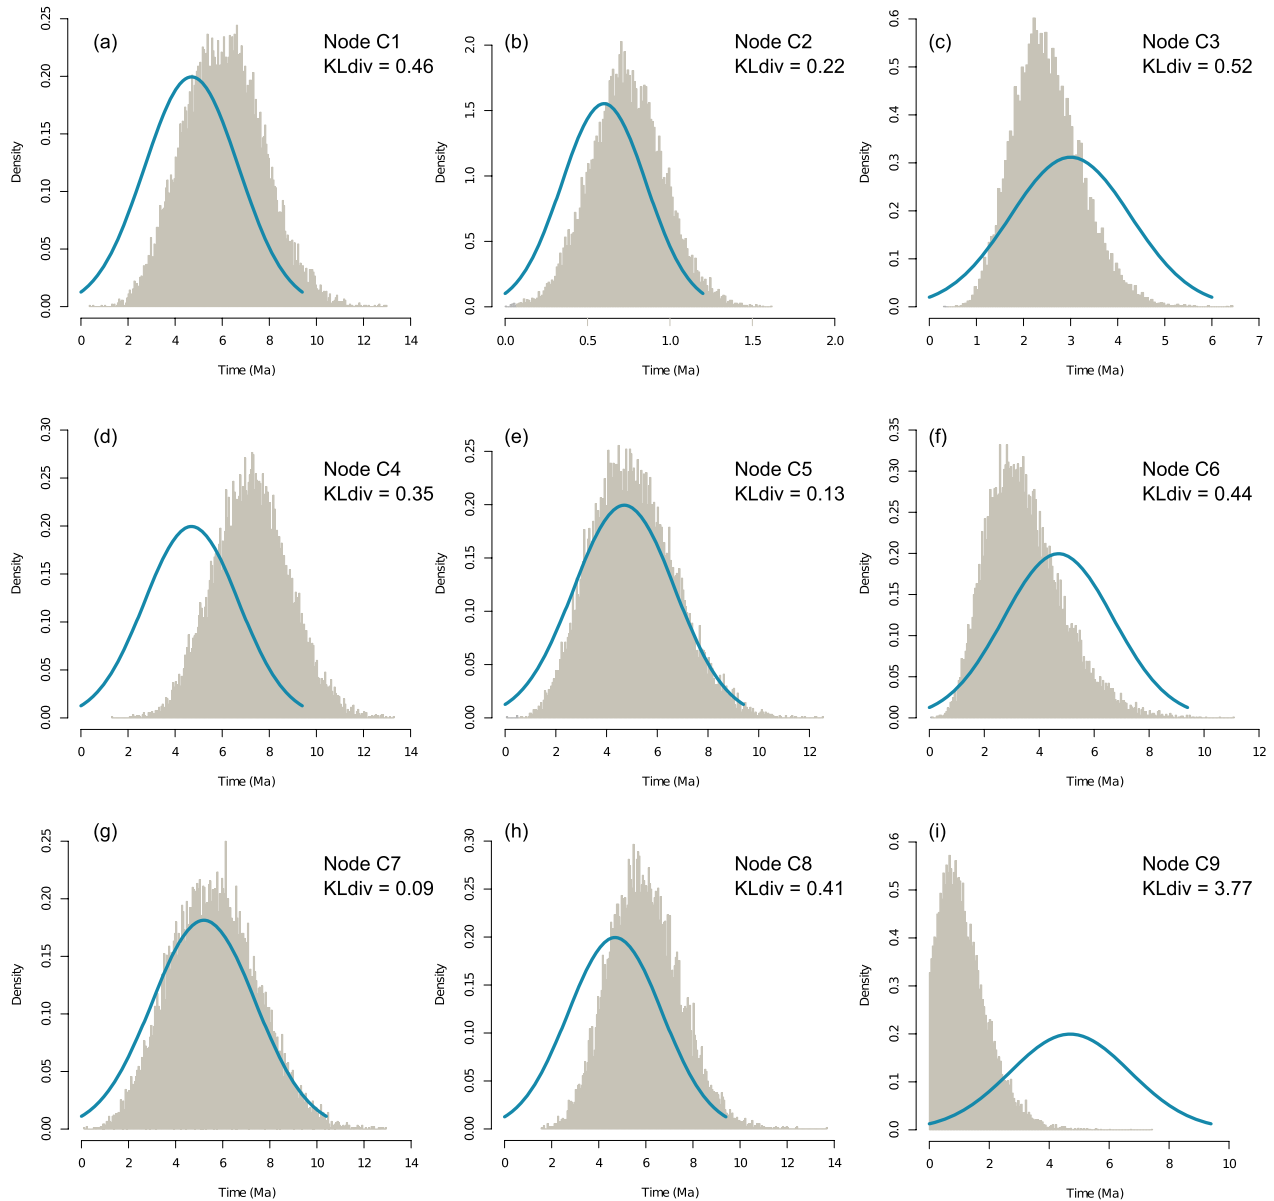 (a)
Node C1
KLdiv = 0.46
Density
0.00
0.05
0.10
0.15
0.20
0.25
0
2
4
6
8
10
12
14
Time (Ma)
(b)
Node C2
KLdiv = 0.22
Density
0.0
0.5
1.0
1.5
2.0
0.0
0.5
1.0
1.5
2.0
Time (Ma)
(c)
Node C3
KLdiv = 0.52
Density
0.0
0.1
0.2
0.3
0.4
0.5
0.6
0
1
2
3
4
5
6
7
Time (Ma)
(d)
Node C4
KLdiv = 0.35
Density
0.00
0.05
0.10
0.15
0.20
0.25
0.30
0
2
4
6
8
10
12
14
Time (Ma)
(e)
Node C5
KLdiv = 0.13
Density
0.00
0.05
0.10
0.15
0.20
0.25
0
2
4
6
8
10
12
Time (Ma)
(f)
Node C6
KLdiv = 0.44
Density
0.00
0.05
0.10
0.15
0.20
0.25
0.30
0.35
0
2
4
6
8
10
12
Time (Ma)
(g)
Node C7
KLdiv = 0.09
Density
0.00
0.05
0.10
0.15
0.20
0.25
0
2
4
6
8
10
12
14
Time (Ma)
(h)
Node C8
KLdiv = 0.41
Density
0.00
0.05
0.10
0.15
0.20
0.25
0.30
0
2
4
6
8
10
12
14
Time (Ma)
(i)
Node C9
KLdiv = 3.77
Density
0.0
0.1
0.2
0.3
0.4
0.5
0.6
0
2
4
6
8
10
Time (Ma)